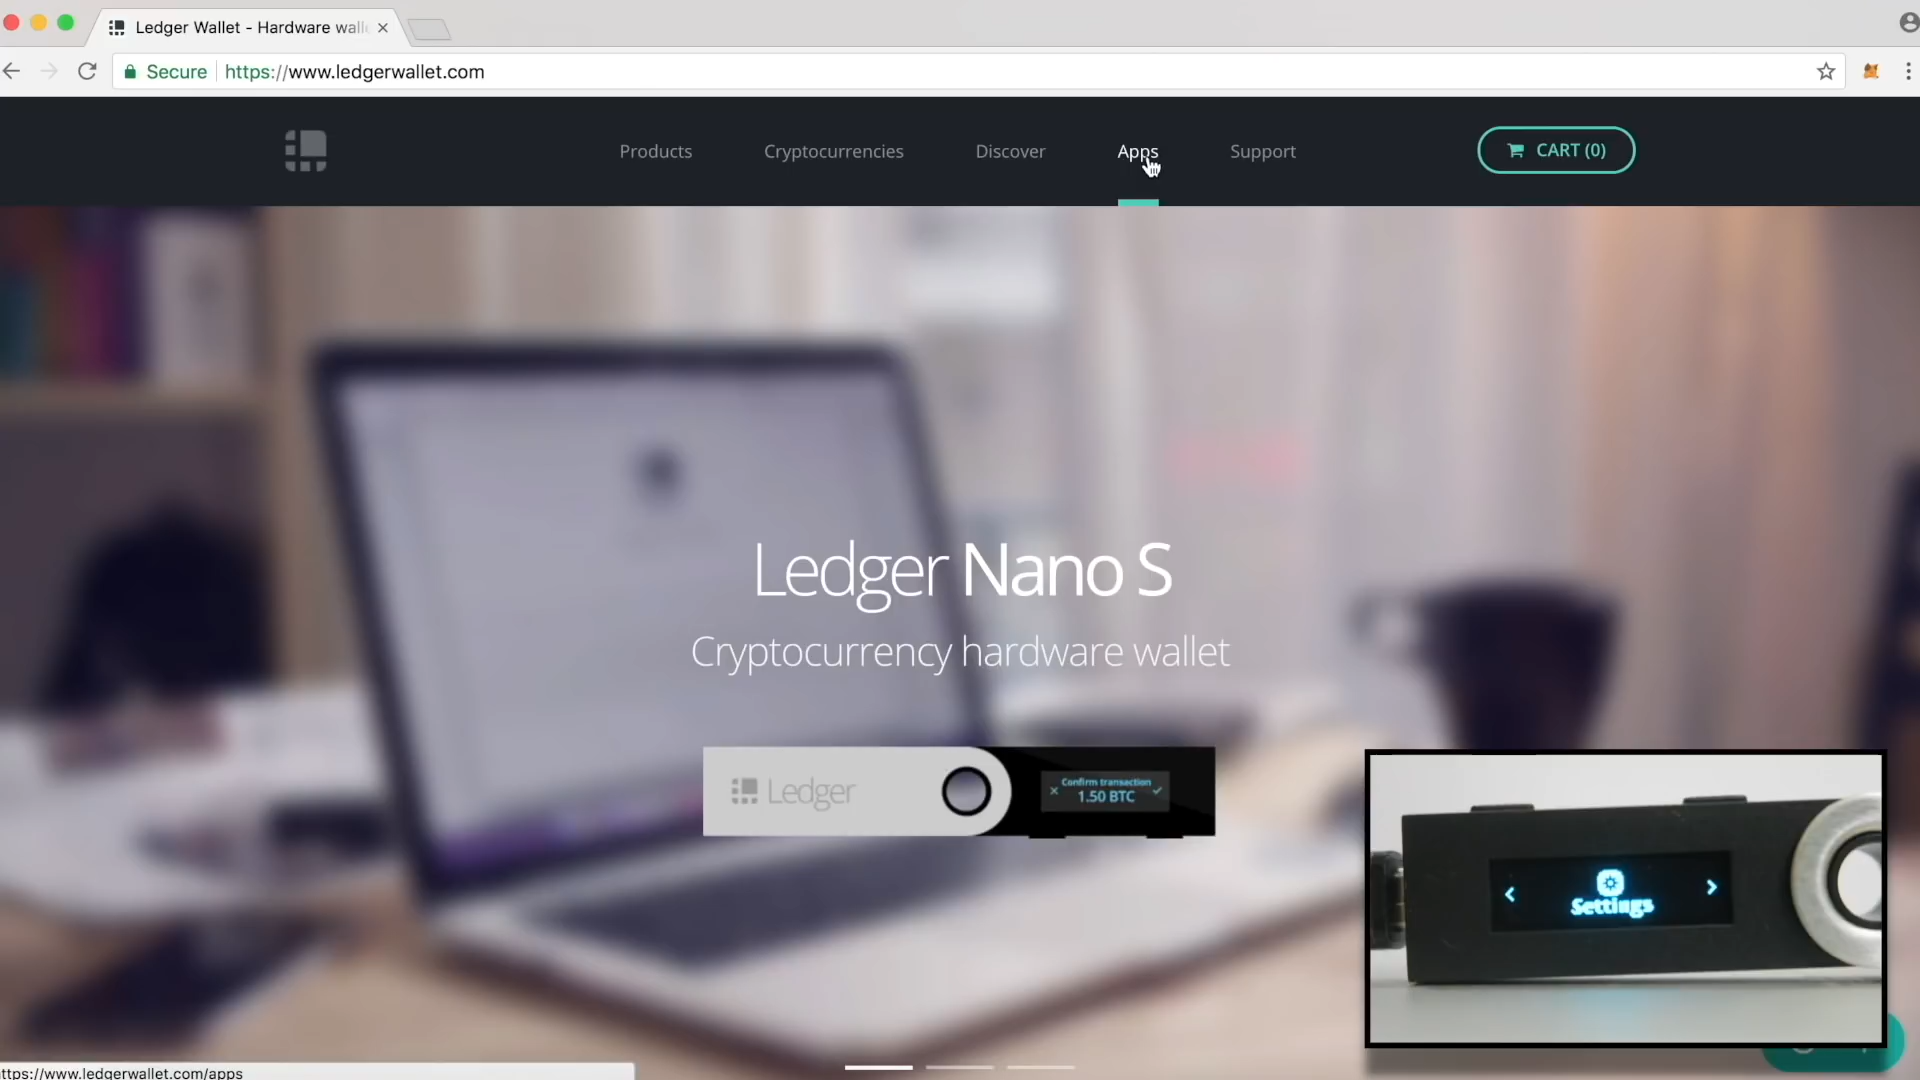 Ledger Wallet - Hardware wall
Secure
https://www.ledgerwallet.com
Products
Cryptocurrencies
Discover
Apps
Support
CART (0)
Ledger Nano S
Cryptocurrency hardware wallet
Ledger
Confirm transaction
1.50 BTC
Settings
ttps://www.ledgerwallet.com/apps